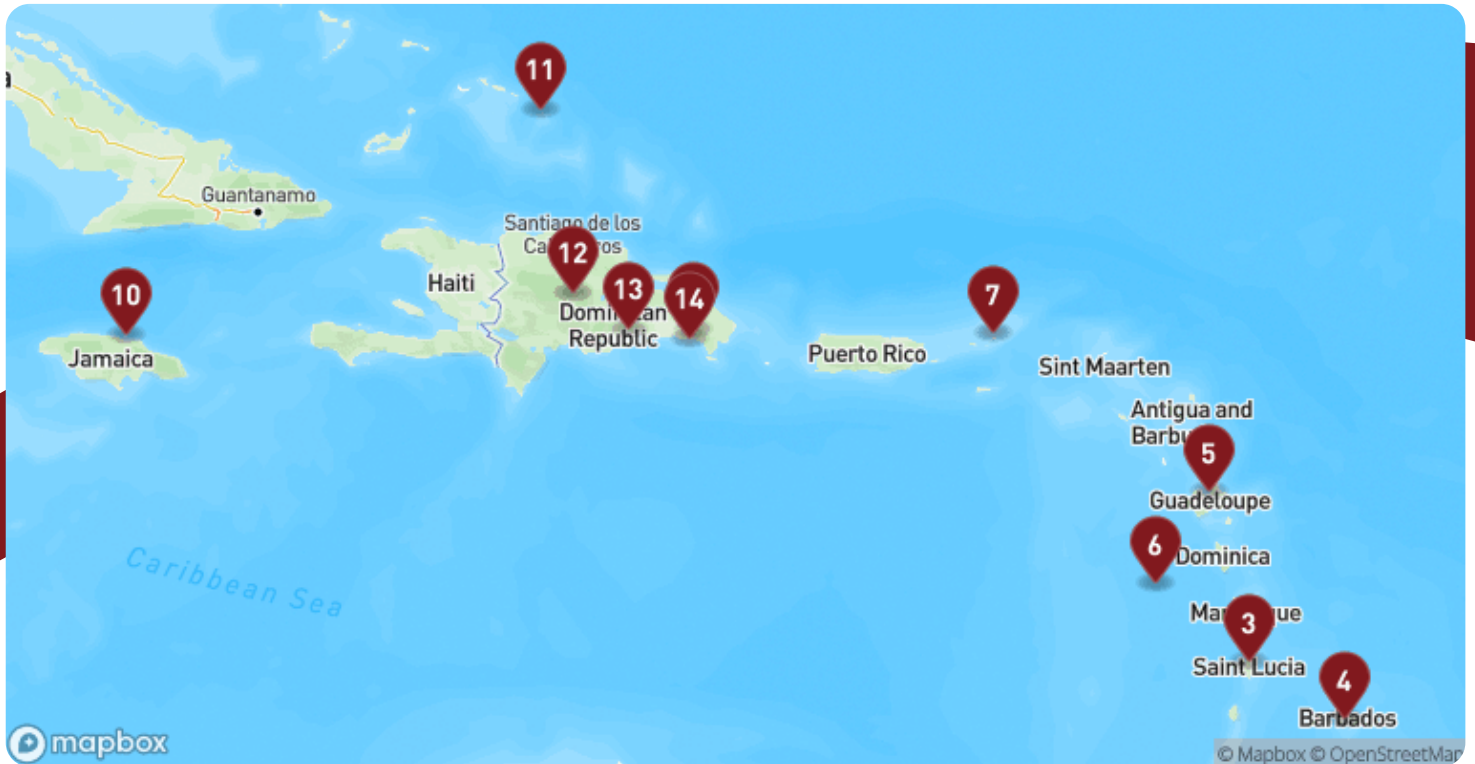 a
11
Guantanamo
Santiago de los
12
Haiti
10
13
14
7
Jamaica
Republic
Puerto Rico
Sint Maarten
Antigua and
5
Guadeloupe
6
Dominica
Caribbean Sea
3
Saint Lucia
4
Barbados
mapbox
© Mapbox © OpenStreetMap